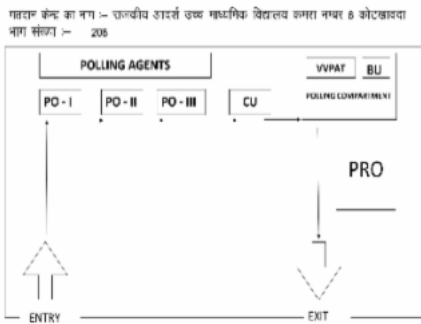 मतदान केन्द्र का नाम :- राजकीय आदर्श उच्च माध्यमिक विद्यालय कमरा नम्बर 8 कोटखावदा
भाग संख्या :- 208
POLLING AGENTS
VVPAT BU
POLLING COMPARTMENT
PO - I PO - II PO - III CU
PRO
ENTRY EXIT